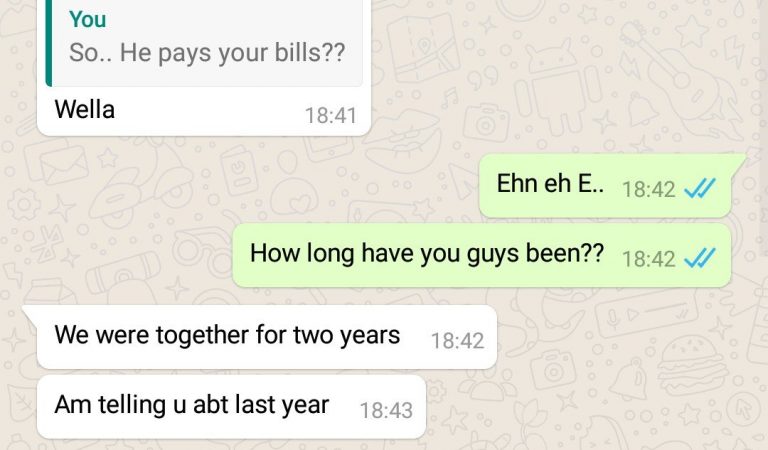 You
So.. He pays your bills??
Wella
18:41
Ehn eh E..
18:42
How long have you guys been??
18:42
We were together for two years
18:42
Am telling u abt last year
18:43